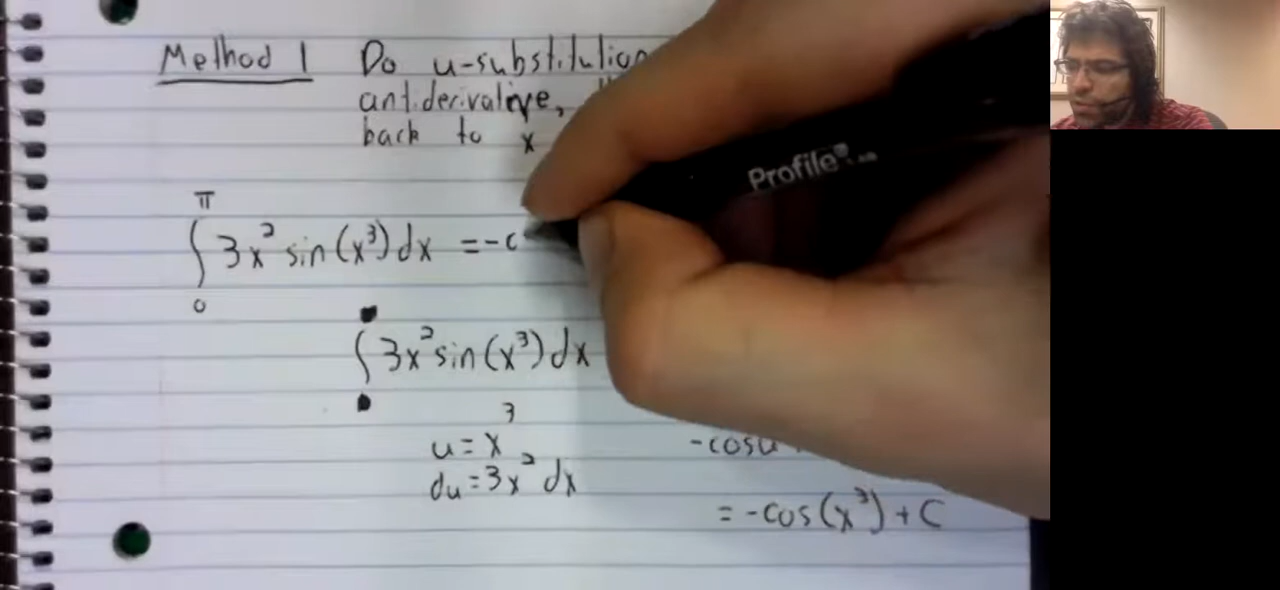 Method 1 Do u-substitution
antiderivative,
back to x
π
∫ 3x² sin(x³) dx = -c
0
∫ 3x² sin(x³) dx
u = x³
-cosu
du = 3x² dx
= -cos(x³) + C
Profile